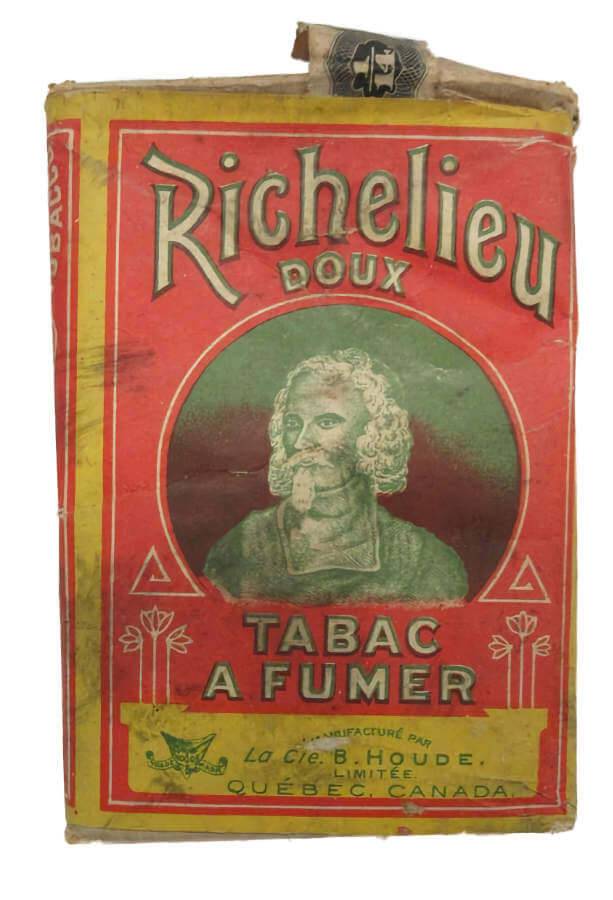 Richelieu
DOUX
TABAC
A FUMER
MANUFACTURÉ PAR
La Cie. B. HOUDE.
LIMITÉE.
QUÉBEC, CANADA.